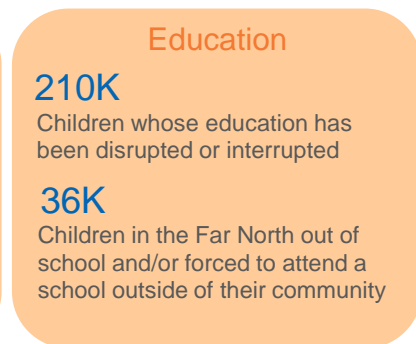 Education
210K
Children whose education has
been disrupted or interrupted
36K
Children in the Far North out of
school and/or forced to attend a
school outside of their community